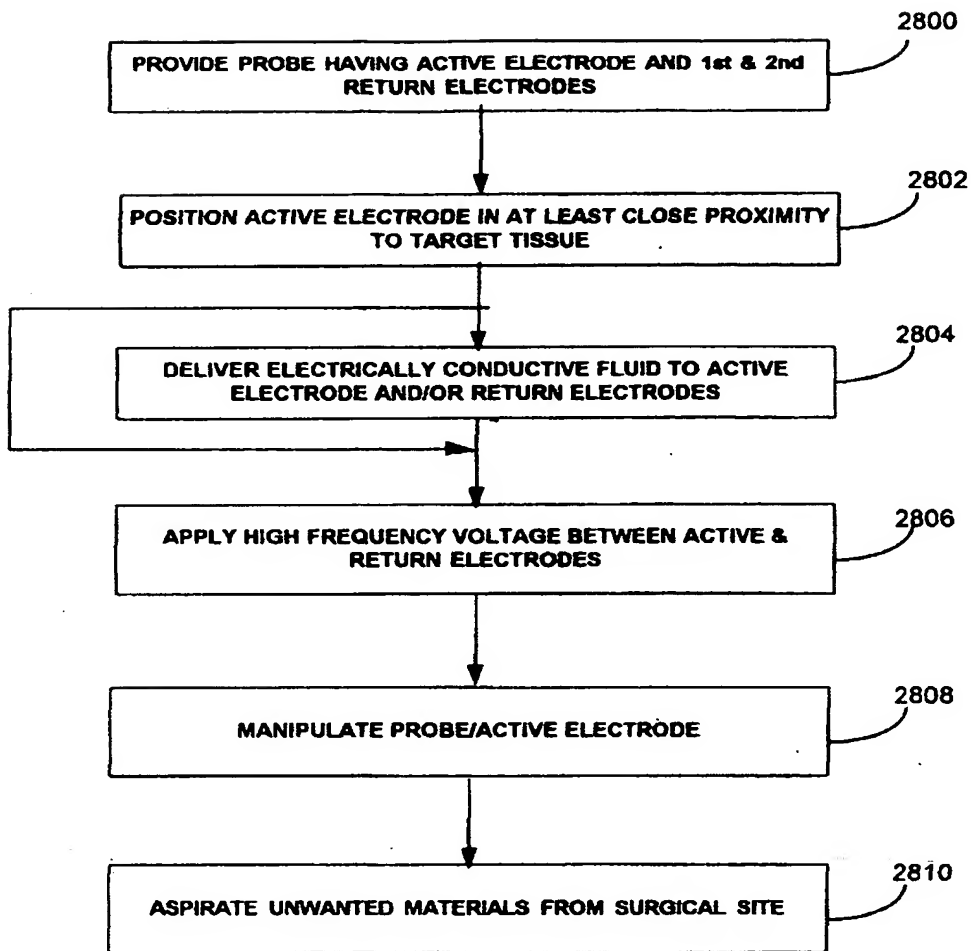 2800
PROVIDE PROBE HAVING ACTIVE ELECTRODE AND 1st & 2nd
RETURN ELECTRODES
2802
POSITION ACTIVE ELECTRODE IN AT LEAST CLOSE PROXIMITY
TO TARGET TISSUE
2804
DELIVER ELECTRICALLY CONDUCTIVE FLUID TO ACTIVE
ELECTRODE AND/OR RETURN ELECTRODES
2806
APPLY HIGH FREQUENCY VOLTAGE BETWEEN ACTIVE &
RETURN ELECTRODES
2808
MANIPULATE PROBE/ACTIVE ELECTRODE
2810
ASPIRATE UNWANTED MATERIALS FROM SURGICAL SITE